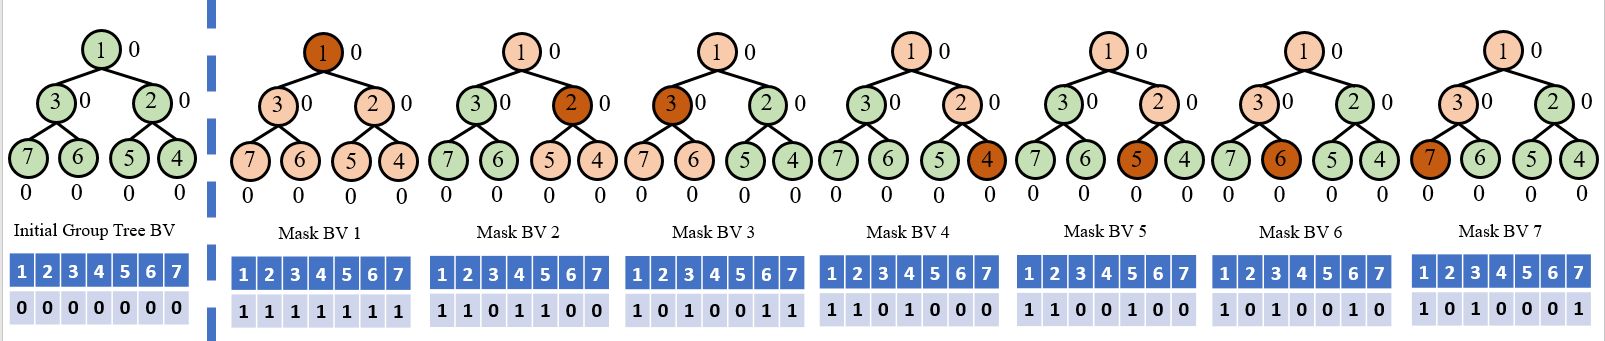 1 0 1 0 1 0 1 0 1 0 1 0 1 0 1 0
3 0 2 0 3 0 2 0 3 0 2 0 3 0 2 0 3 0 2 0 3 0 2 0 3 0 2 0 3 0 2 0
7 6 5 4 7 6 5 4 7 6 5 4 7 6 5 4 7 6 5 4 7 6 5 4 7 6 5 4 7 6 5 4
0 0 0 0 0 0 0 0 0 0 0 0 0 0 0 0 0 0 0 0 0 0 0 0 0 0 0 0 0 0 0 0
Initial Group Tree BV Mask BV 1 Mask BV 2 Mask BV 3 Mask BV 4 Mask BV 5 Mask BV 6 Mask BV 7
1 2 3 4 5 6 7 1 2 3 4 5 6 7 1 2 3 4 5 6 7 1 2 3 4 5 6 7 1 2 3 4 5 6 7 1 2 3 4 5 6 7 1 2 3 4 5 6 7 1 2 3 4 5 6 7
0 0 0 0 0 0 0 1 1 1 1 1 1 1 1 1 0 1 1 0 0 1 0 1 0 0 1 1 1 1 0 1 0 0 0 1 1 0 0 1 0 0 1 0 1 0 0 1 0 1 0 1 0 0 0 1